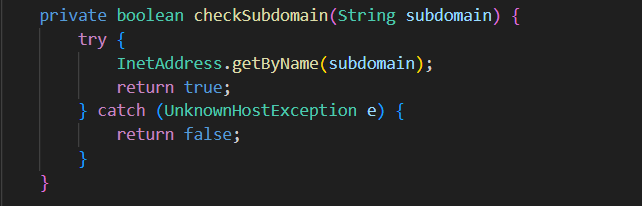 private boolean checkSubdomain(String subdomain) {
    try {
        InetAddress.getByName(subdomain);
        return true;
    } catch (UnknownHostException e) {
        return false;
    }
}